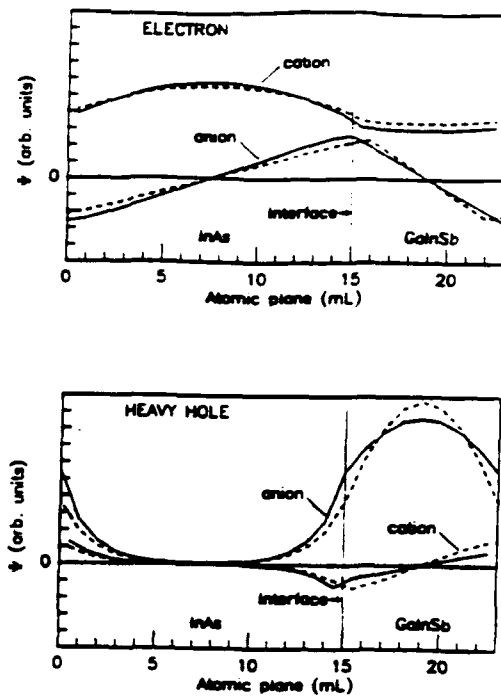 ELECTRON
cation
anion
Ψ (arb. units)
0
interface
InAs
GaInSb
0 5 10 15 20
Atomic plane (mL)
HEAVY HOLE
anion
cation
Ψ (arb. units)
0
interface
InAs
GaInSb
0 5 10 15 20
Atomic plane (mL)